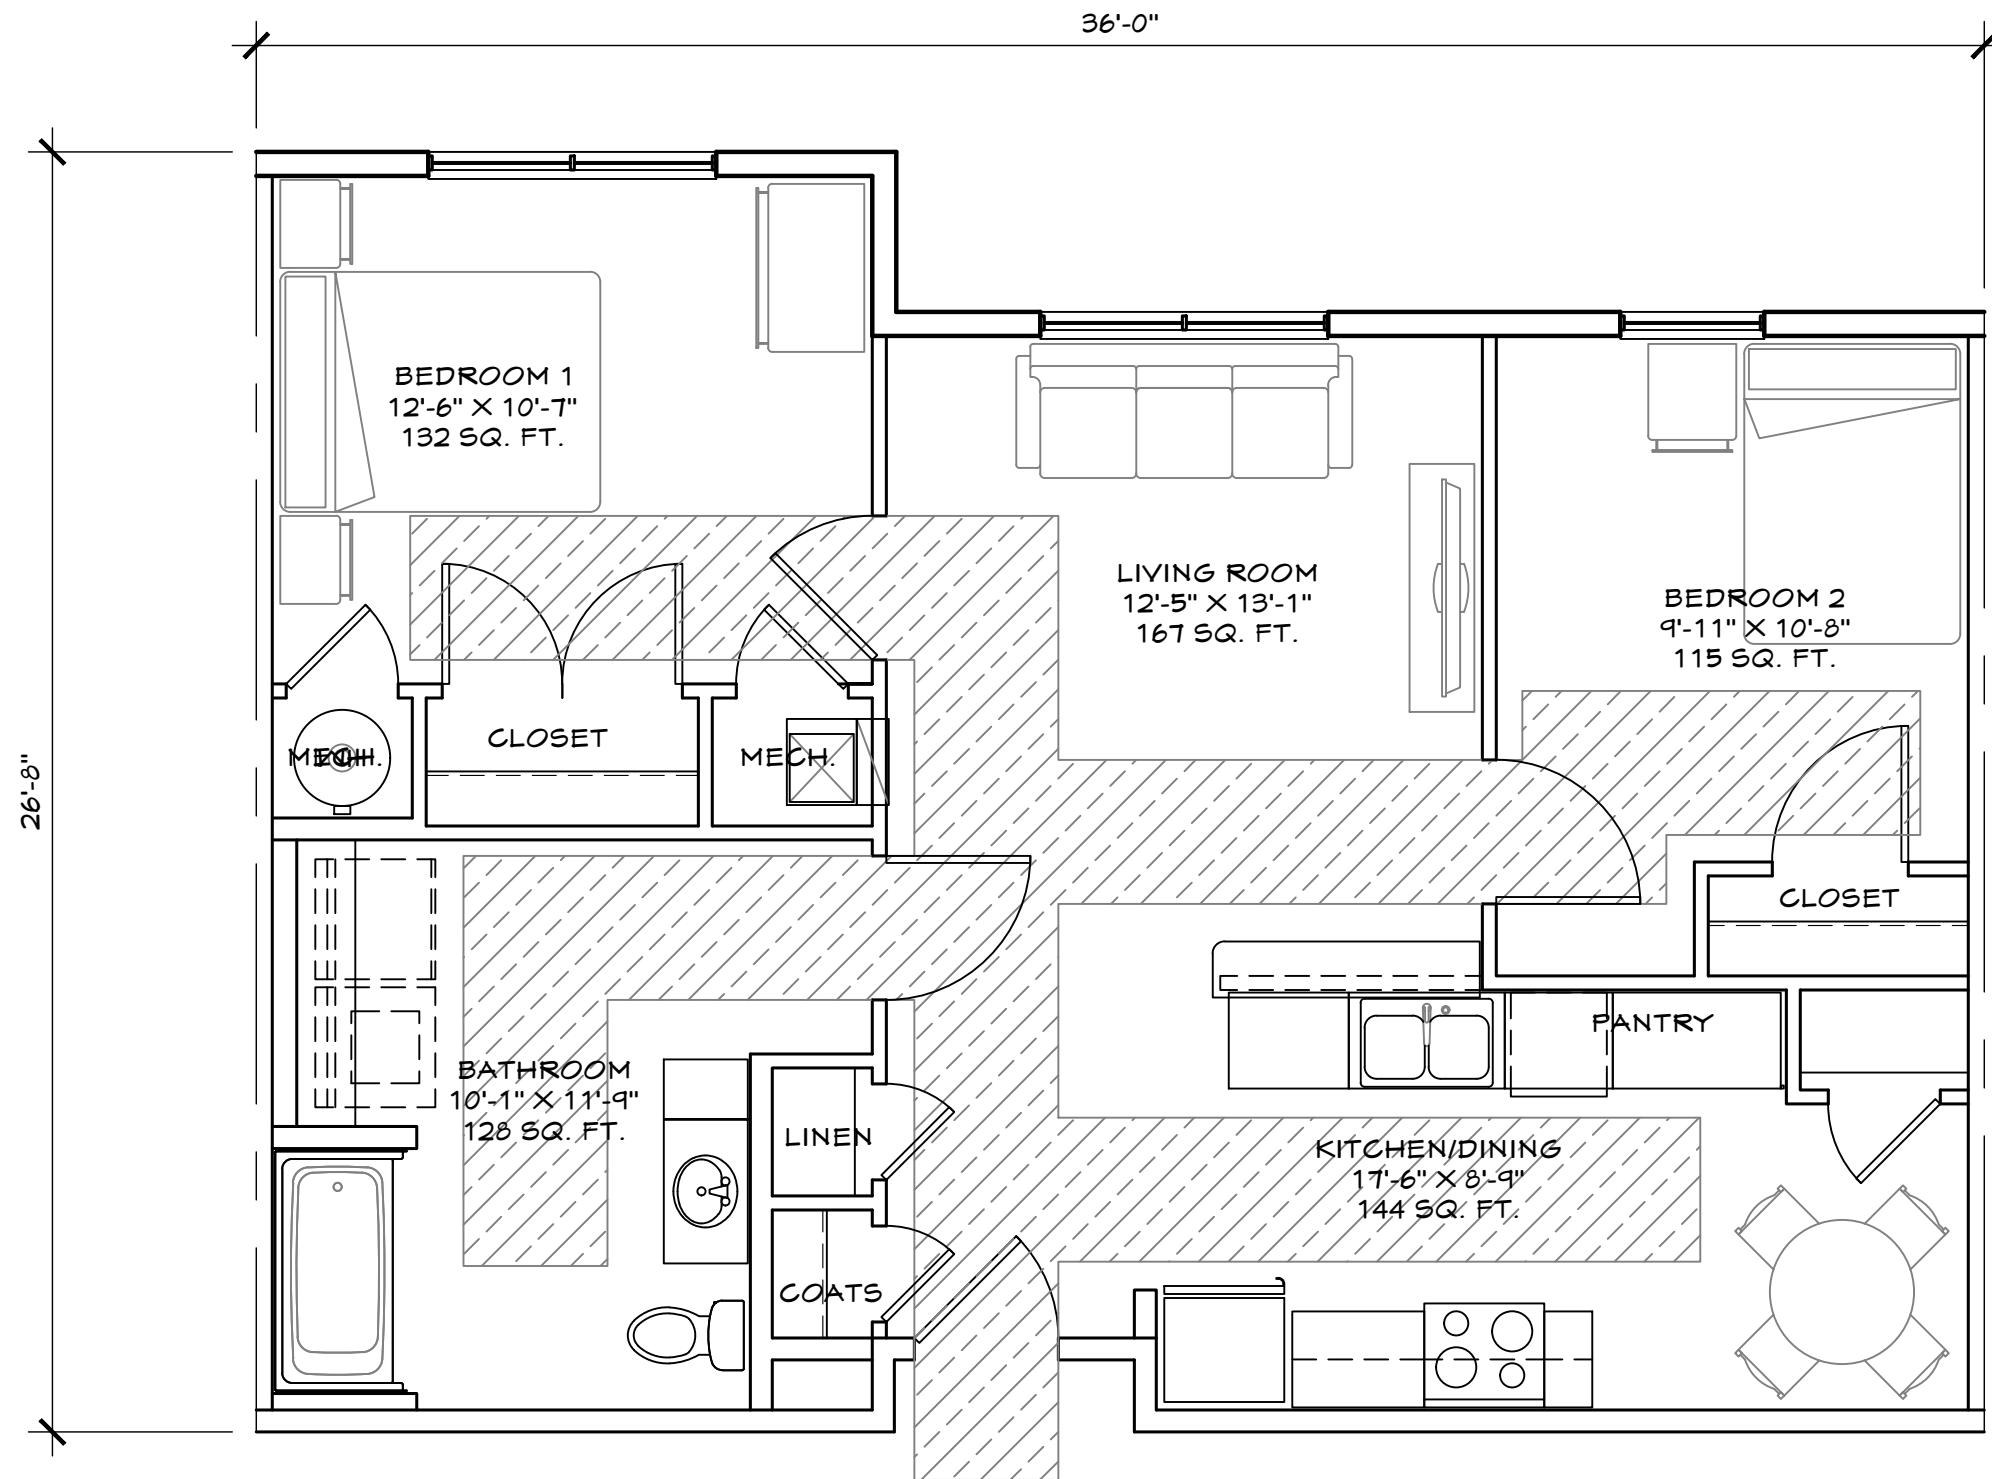 36'-0"
26'-8"
BEDROOM 1
12'-6" X 10'-7"
132 SQ. FT.
LIVING ROOM
12'-5" X 13'-1"
167 SQ. FT.
BEDROOM 2
9'-11" X 10'-8"
115 SQ. FT.
MECH.
CLOSET
MECH.
CLOSET
PANTRY
BATHROOM
10'-1" X 11'-9"
128 SQ. FT.
LINEN
KITCHEN/DINING
17'-6" X 8'-9"
144 SQ. FT.
COATS